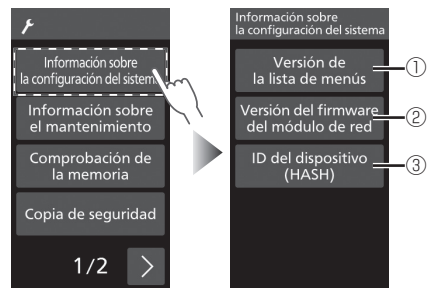 Información sobre
la configuración del sistema
Información sobre
el mantenimiento
Comprobación de
la memoria
Copia de seguridad
1/2
Información sobre
la configuración del sistema
Versión de
la lista de menús
①
Versión del firmware
del módulo de red
②
ID del dispositivo
(HASH)
③